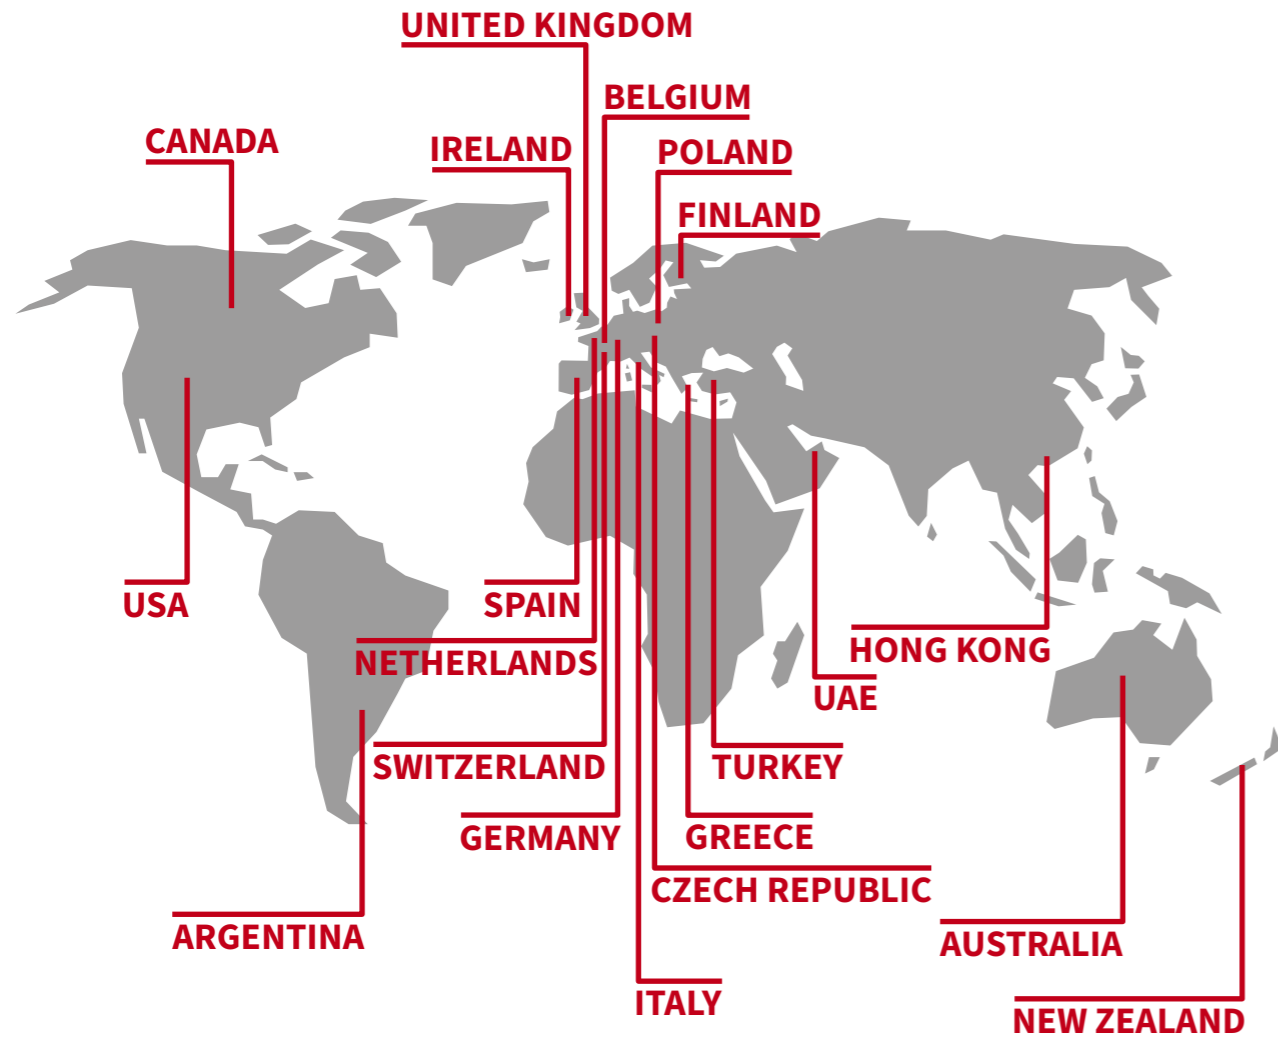 UNITED KINGDOM
BELGIUM
CANADA
IRELAND
POLAND
FINLAND
USA
SPAIN
HONG KONG
NETHERLANDS
UAE
SWITZERLAND
TURKEY
GERMANY
GREECE
CZECH REPUBLIC
ARGENTINA
AUSTRALIA
ITALY
NEW ZEALAND